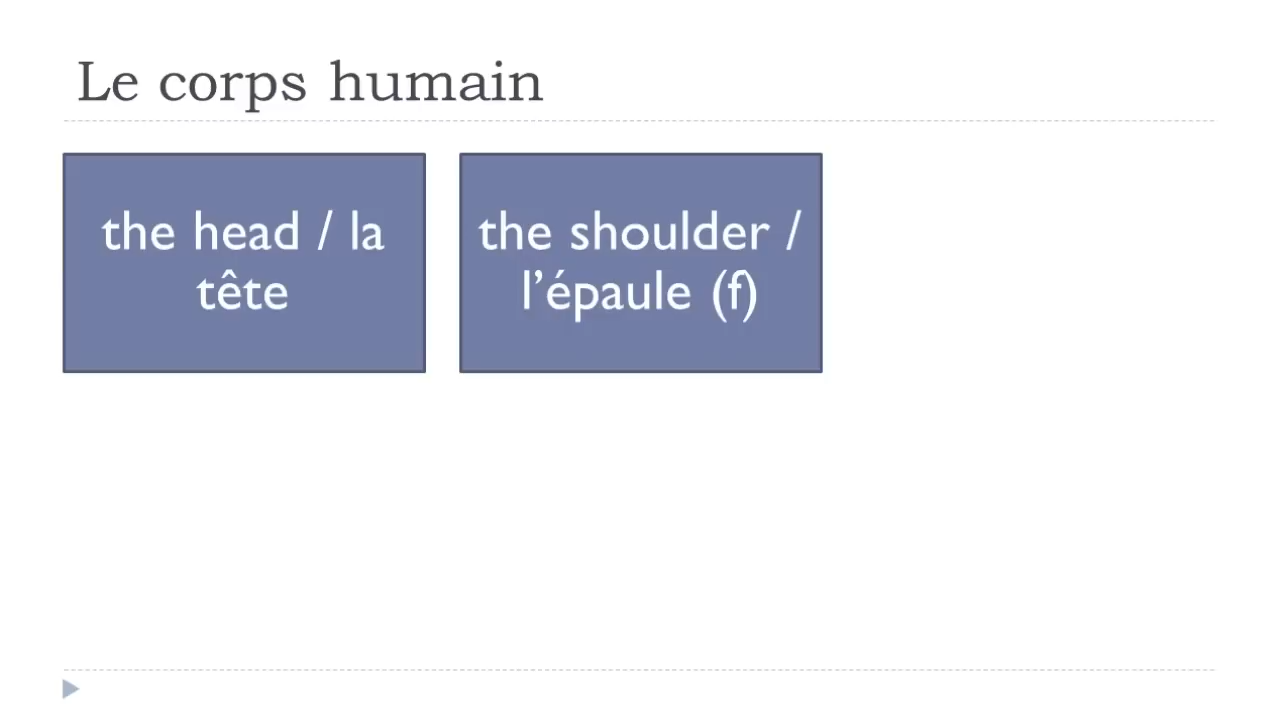 Le corps humain
the head / la
tête
the shoulder /
l’épaule (f)